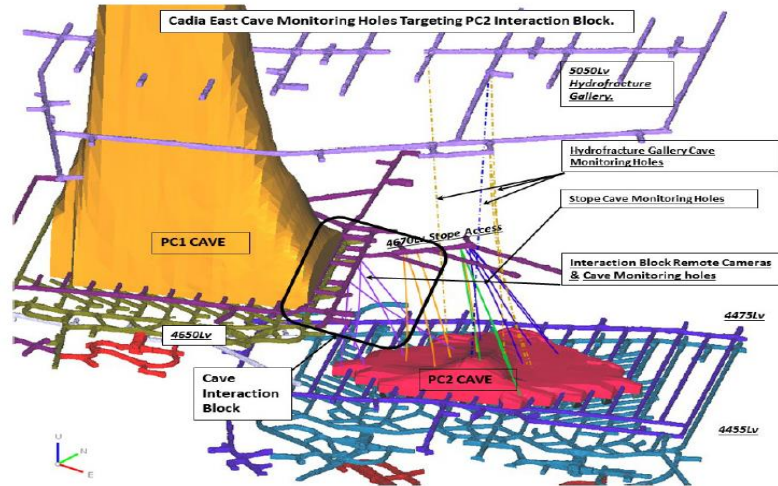 Cadia East Cave Monitoring Holes Targeting PC2 Interaction Block.
5050Lv
Hydrofracture
Gallery.
Hydrofracture Gallery Cave
Monitoring Holes
Stope Cave Monitoring Holes
4670Lv Stope Access
PC1 CAVE
Interaction Block Remote Cameras
& Cave Monitoring holes
4475Lv
4650Lv
Cave
Interaction
Block
PC2 CAVE
4455Lv
U
N
E